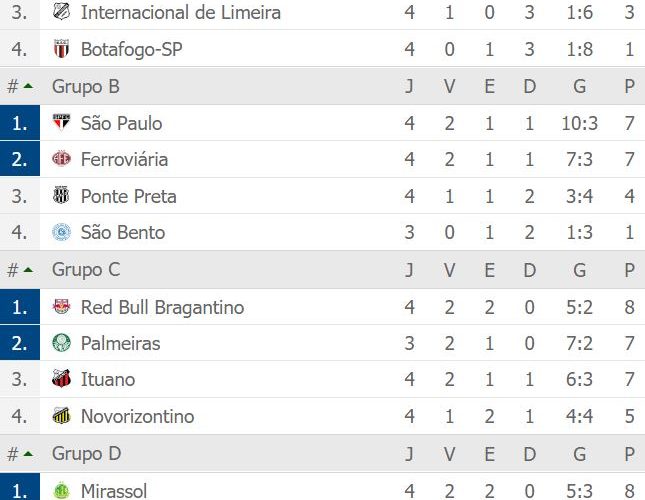 3. Internacional de Limeira 4 1 0 3 1:6 3
4. Botafogo-SP 4 0 1 3 1:8 1
# Grupo B J V E D G P
1. São Paulo 4 2 1 1 10:3 7
2. Ferroviária 4 2 1 1 7:3 7
3. Ponte Preta 4 1 1 2 3:4 4
4. São Bento 3 0 1 2 1:3 1
# Grupo C J V E D G P
1. Red Bull Bragantino 4 2 2 0 5:2 8
2. Palmeiras 3 2 1 0 7:2 7
3. Ituano 4 2 1 1 6:3 7
4. Novorizontino 4 1 2 1 4:4 5
# Grupo D J V E D G P
1. Mirassol 4 2 2 0 5:3 8